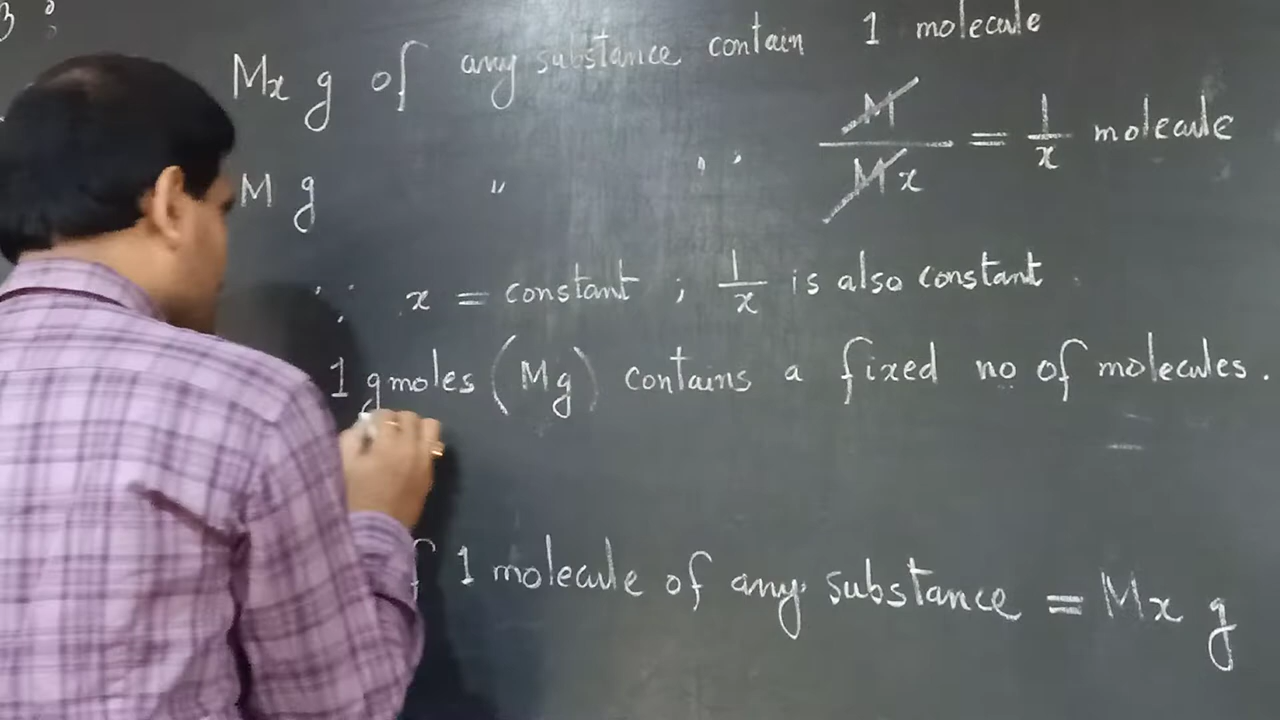 3 :
Mx g of any substance contain 1 molecule
M g " ∴ M/Mx = 1/x molecule
∵ x = constant ; 1/x is also constant
1 gmoles (Mg) contains a fixed no of molecules.
1 molecule of any substance = Mx g